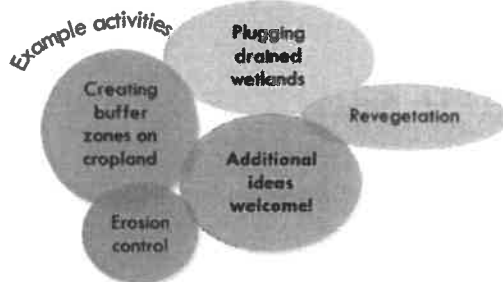 Example activities
Plugging
drained
wetlands
Creating
buffer
zones on
cropland
Revegetation
Additional
ideas
welcome!
Erosion
control